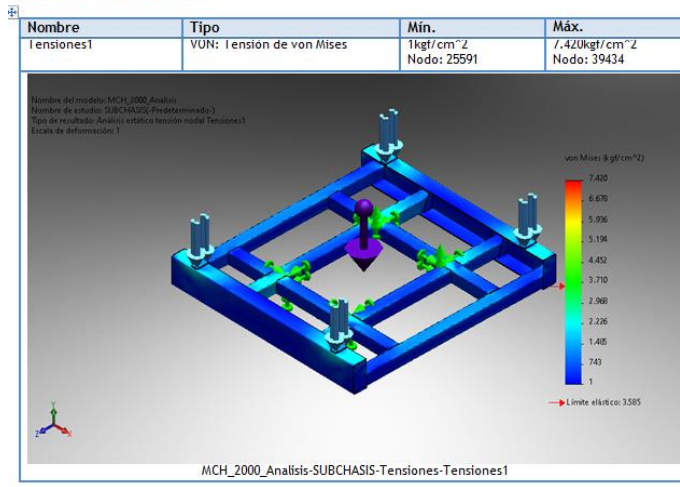 Nombre Tipo Mín. Máx.
Tensiones1 VON: Tensión de von Mises 1kgf/cm^2 7.420kgf/cm^2
Nodo: 25591 Nodo: 39434
Nombre del modelo: MCH_2000_Analisis
Nombre de estudio: SUBCHASIS(-Predeterminado-)
Tipo de resultado: Análisis estático tensión nodal Tensiones1
Escala de deformación: 1
von Mises (kgf/cm^2)
7.420
6.678
5.936
5.194
4.452
3.710
2.968
2.226
1.485
743
1
Límite elástico: 3.585
Y
Z X
MCH_2000_Analisis-SUBCHASIS-Tensiones-Tensiones1